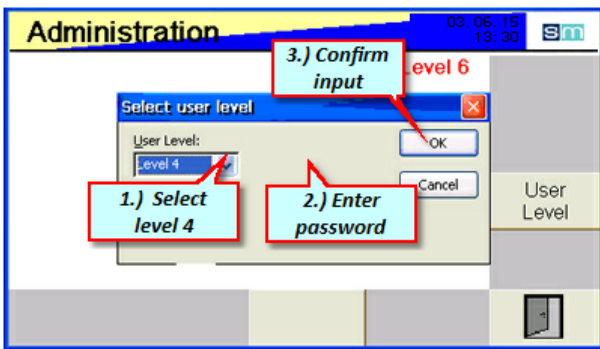 Administration
03. 06. 15
13: 30
sm
3.) Confirm
input
Level 6
Select user level
User Level:
Level 4
OK
Cancel
1.) Select
level 4
2.) Enter
password
User
Level